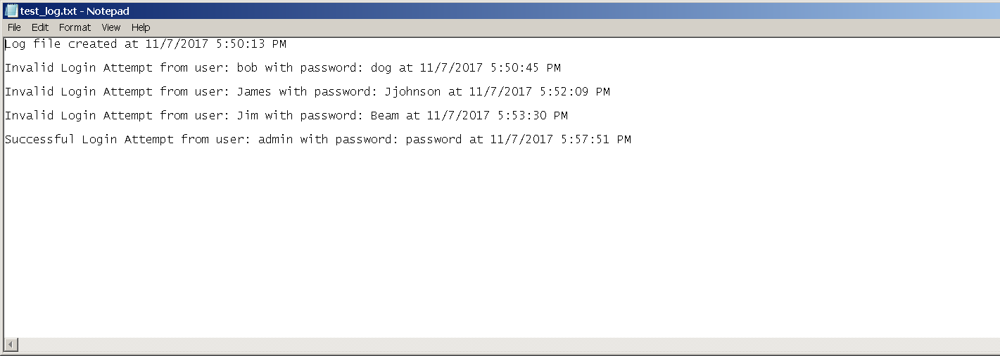 test_log.txt - Notepad
File Edit Format View Help
Log file created at 11/7/2017 5:50:13 PM
Invalid Login Attempt from user: bob with password: dog at 11/7/2017 5:50:45 PM
Invalid Login Attempt from user: James with password: Jjohnson at 11/7/2017 5:52:09 PM
Invalid Login Attempt from user: Jim with password: Beam at 11/7/2017 5:53:30 PM
Successful Login Attempt from user: admin with password: password at 11/7/2017 5:57:51 PM